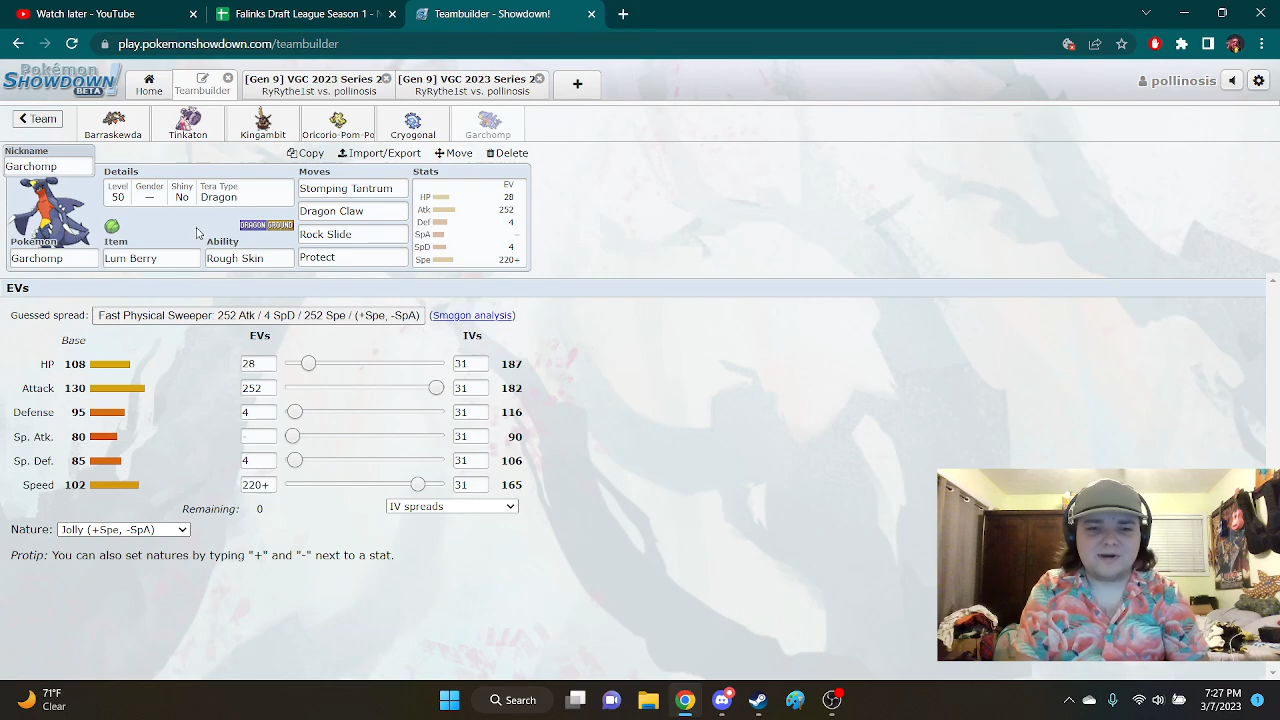 Watch later - YouTube
Falinks Draft League Season 1 - N
Teambuilder - Showdown!
play.pokemonshowdown.com/teambuilder
Pokémon
SHOWDOWN!
BETA
Home
Teambuilder
[Gen 9] VGC 2023 Series 2
RyRythe1st vs. pollinosis
[Gen 9] VGC 2023 Series 2
RyRythe1st vs. pollinosis
pollinosis
Team
Barraskewda
Tinkaton
Kingambit
Oricorio-Pom-Po
Cryogonal
Garchomp
Nickname
Garchomp
Copy
Import/Export
Move
Delete
Details
Level
50
Gender
—
Shiny
No
Tera Type
Dragon
DRAGON GROUND
Pokémon
Garchomp
Item
Lum Berry
Ability
Rough Skin
Moves
Stomping Tantrum
Dragon Claw
Rock Slide
Protect
Stats
EV
HP 28
Atk 252
Def 4
SpA –
SpD 4
Spe 220+
EVs
Guessed spread: Fast Physical Sweeper: 252 Atk / 4 SpD / 252 Spe / (+Spe, -SpA) (Smogon analysis)
Base EVs IVs
HP 108 28 31 187
Attack 130 252 31 182
Defense 95 4 31 116
Sp. Atk. 80 - 31 90
Sp. Def. 85 4 31 106
Speed 102 220+ 31 165
Remaining: 0 IV spreads
Nature: Jolly (+Spe, -SpA)
Protip: You can also set natures by typing "+" and "-" next to a stat.
71°F
Clear
Search
7:27 PM
3/7/2023
1